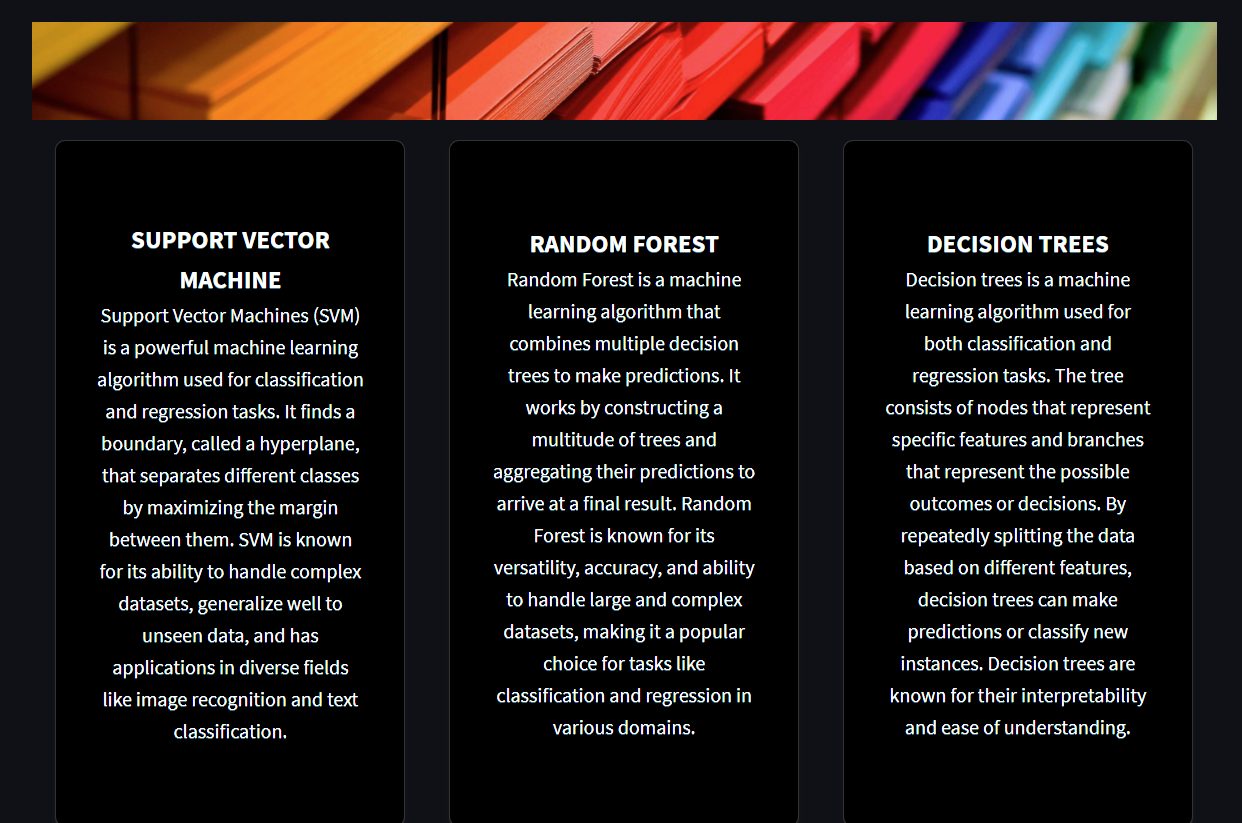 SUPPORT VECTOR
MACHINE
Support Vector Machines (SVM)
is a powerful machine learning
algorithm used for classification
and regression tasks. It finds a
boundary, called a hyperplane,
that separates different classes
by maximizing the margin
between them. SVM is known
for its ability to handle complex
datasets, generalize well to
unseen data, and has
applications in diverse fields
like image recognition and text
classification.
RANDOM FOREST
Random Forest is a machine
learning algorithm that
combines multiple decision
trees to make predictions. It
works by constructing a
multitude of trees and
aggregating their predictions to
arrive at a final result. Random
Forest is known for its
versatility, accuracy, and ability
to handle large and complex
datasets, making it a popular
choice for tasks like
classification and regression in
various domains.
DECISION TREES
Decision trees is a machine
learning algorithm used for
both classification and
regression tasks. The tree
consists of nodes that represent
specific features and branches
that represent the possible
outcomes or decisions. By
repeatedly splitting the data
based on different features,
decision trees can make
predictions or classify new
instances. Decision trees are
known for their interpretability
and ease of understanding.